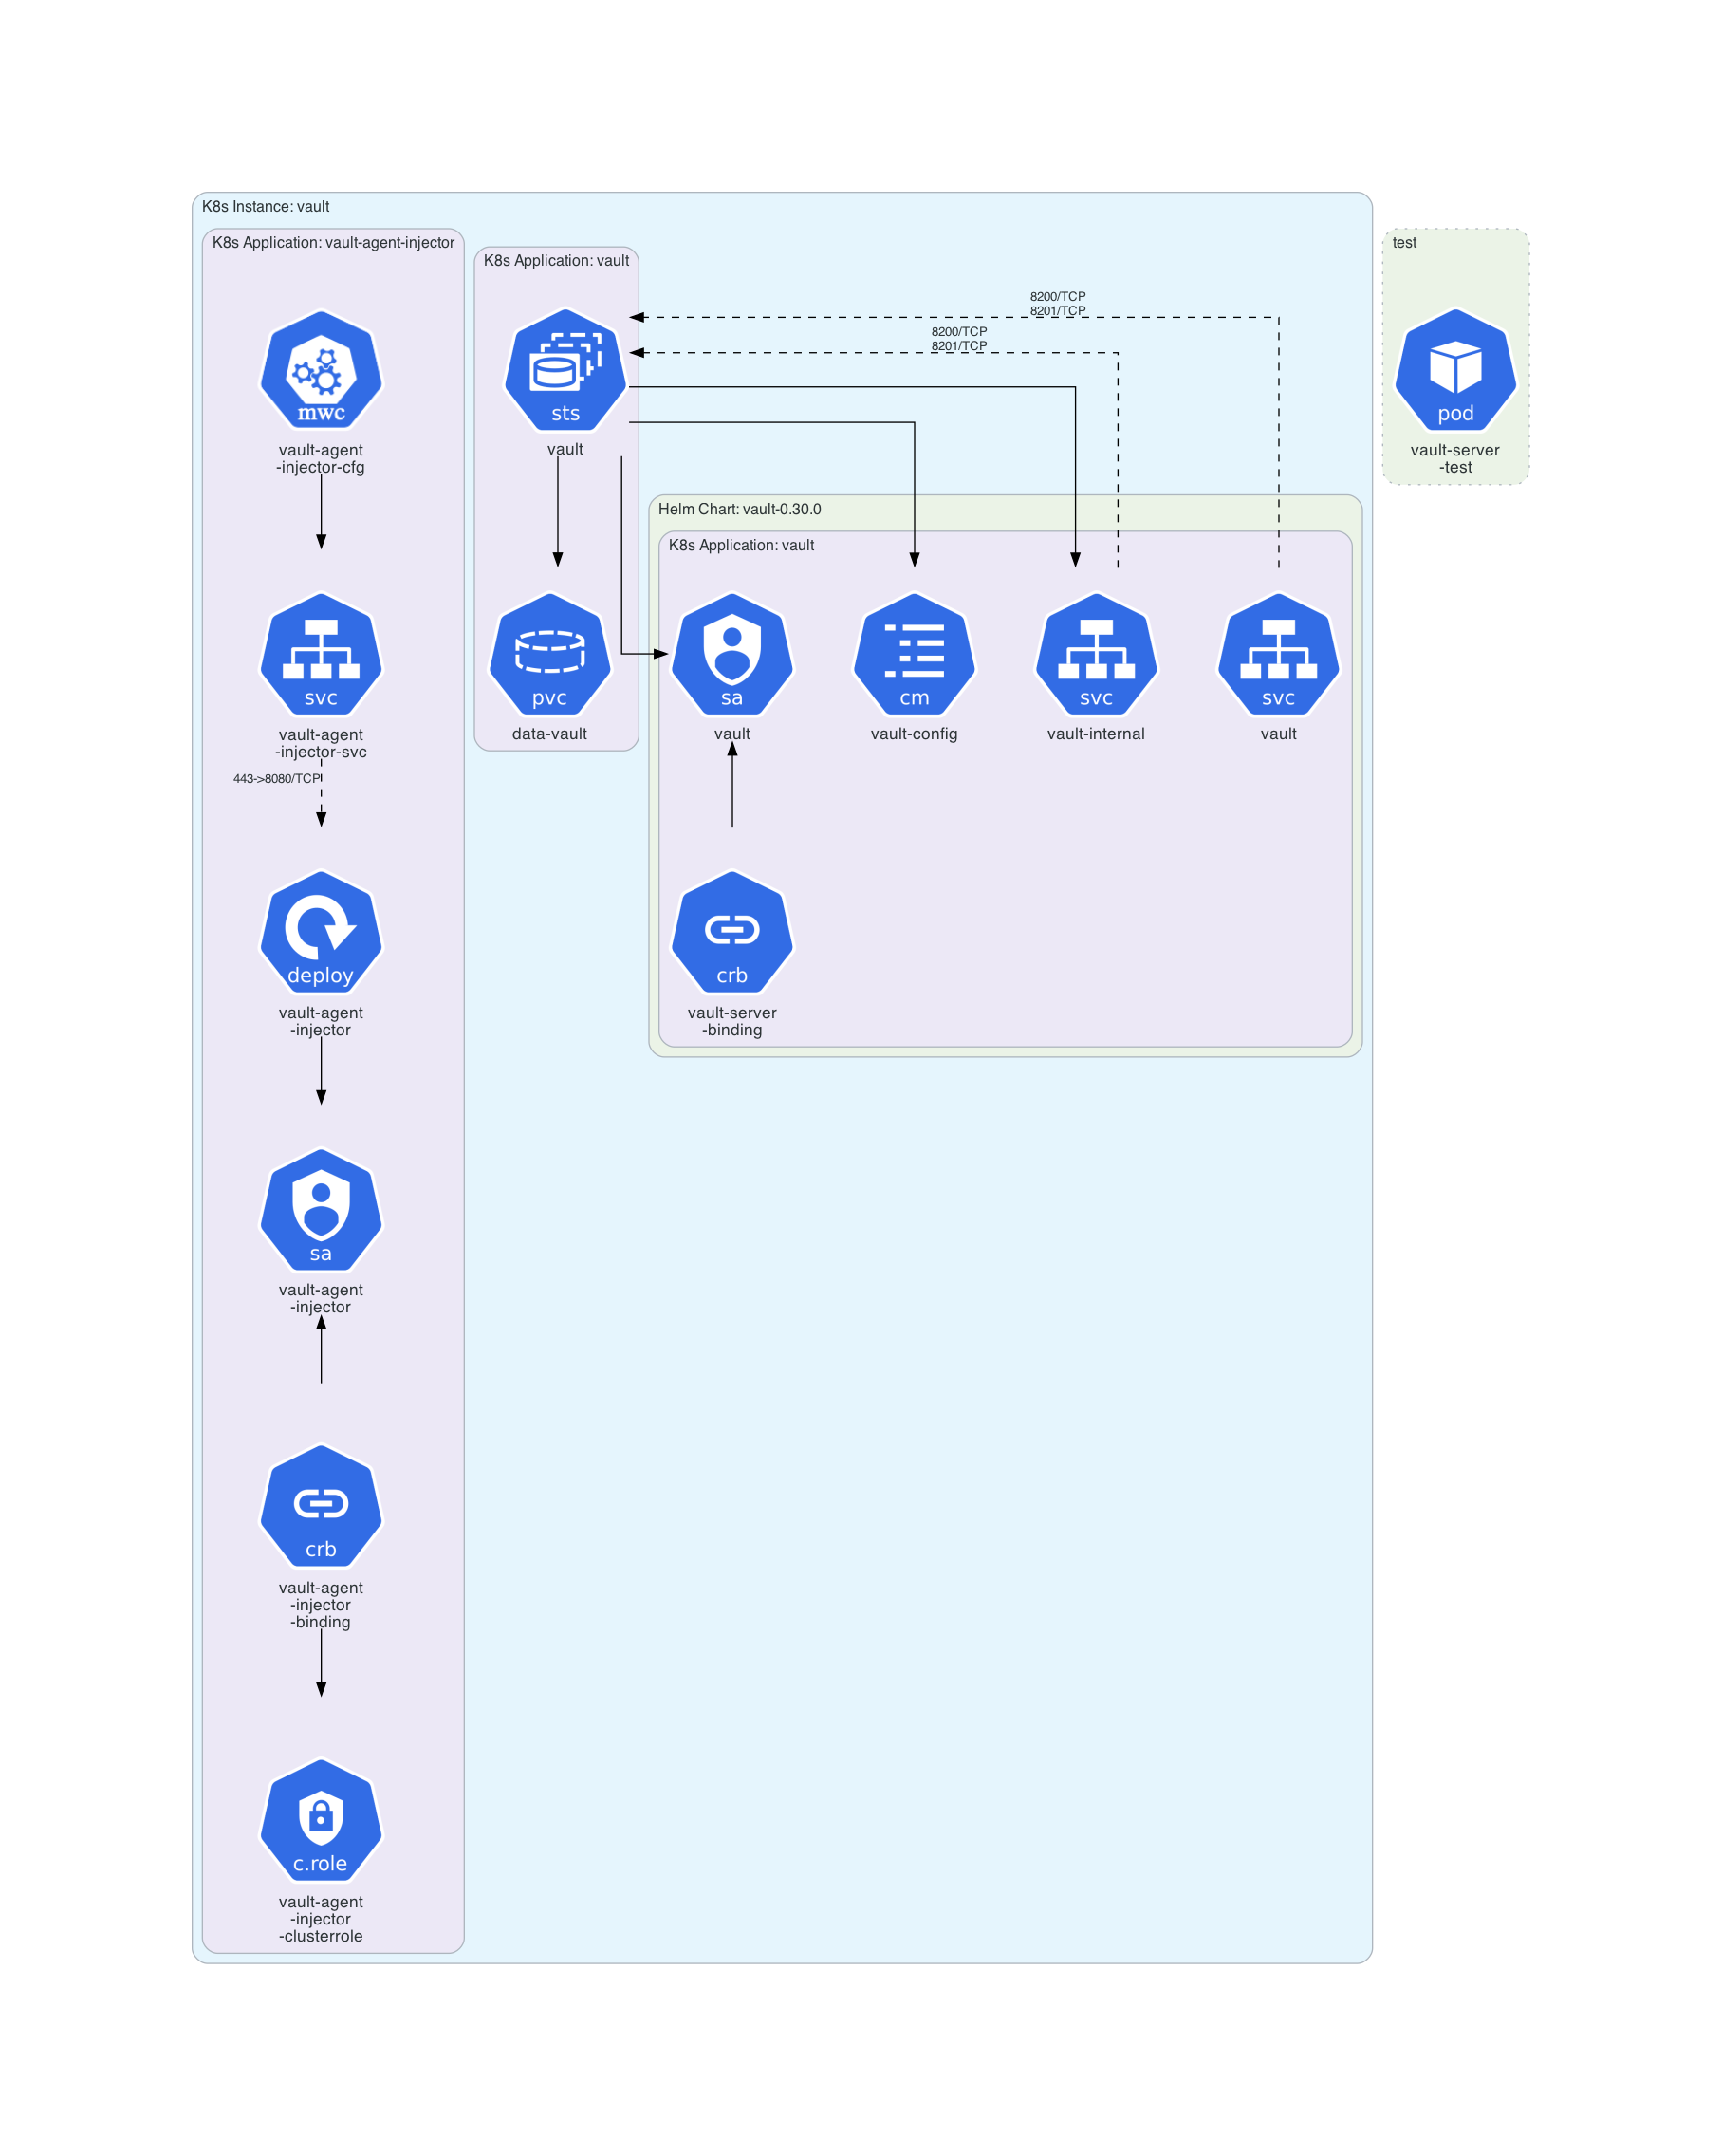 K8s Instance: vault
K8s Application: vault-agent-injector
mwc
vault-agent
-injector-cfg
svc
vault-agent
-injector-svc
443->8080/TCP
deploy
vault-agent
-injector
sa
vault-agent
-injector
crb
vault-agent
-injector
-binding
c.role
vault-agent
-injector
-clusterrole
K8s Application: vault
sts
vault
pvc
data-vault
8200/TCP
8201/TCP
8200/TCP
8201/TCP
Helm Chart: vault-0.30.0
K8s Application: vault
sa
vault
cm
vault-config
svc
vault-internal
svc
vault
crb
vault-server
-binding
test
pod
vault-server
-test